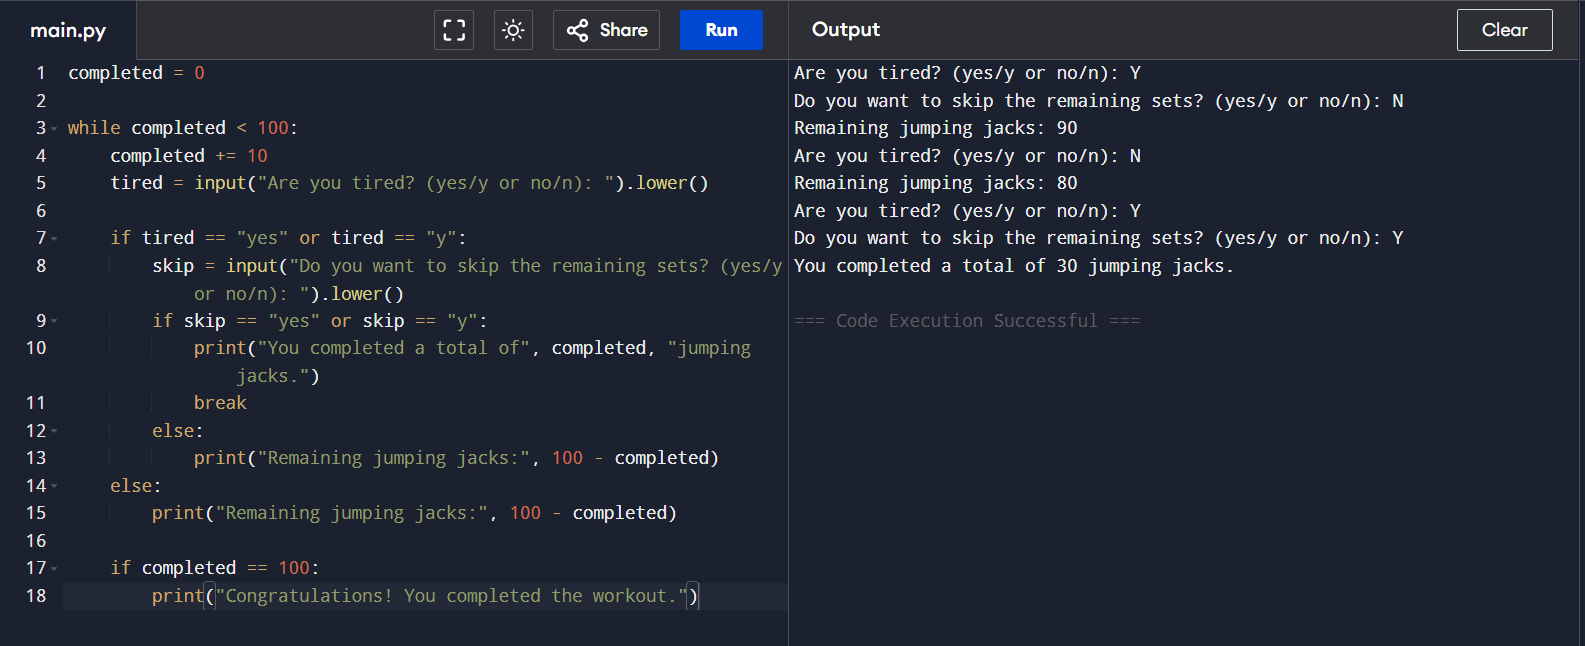 main.py Share Run Output Clear
1 completed = 0
2
3 while completed < 100:
4 completed += 10
5 tired = input("Are you tired? (yes/y or no/n): ").lower()
6
7 if tired == "yes" or tired == "y":
8 skip = input("Do you want to skip the remaining sets? (yes/y
or no/n): ").lower()
9 if skip == "yes" or skip == "y":
10 print("You completed a total of", completed, "jumping
jacks.")
11 break
12 else:
13 print("Remaining jumping jacks:", 100 - completed)
14 else:
15 print("Remaining jumping jacks:", 100 - completed)
16
17 if completed == 100:
18 print("Congratulations! You completed the workout.")
Are you tired? (yes/y or no/n): Y
Do you want to skip the remaining sets? (yes/y or no/n): N
Remaining jumping jacks: 90
Are you tired? (yes/y or no/n): N
Remaining jumping jacks: 80
Are you tired? (yes/y or no/n): Y
Do you want to skip the remaining sets? (yes/y or no/n): Y
You completed a total of 30 jumping jacks.
=== Code Execution Successful ===